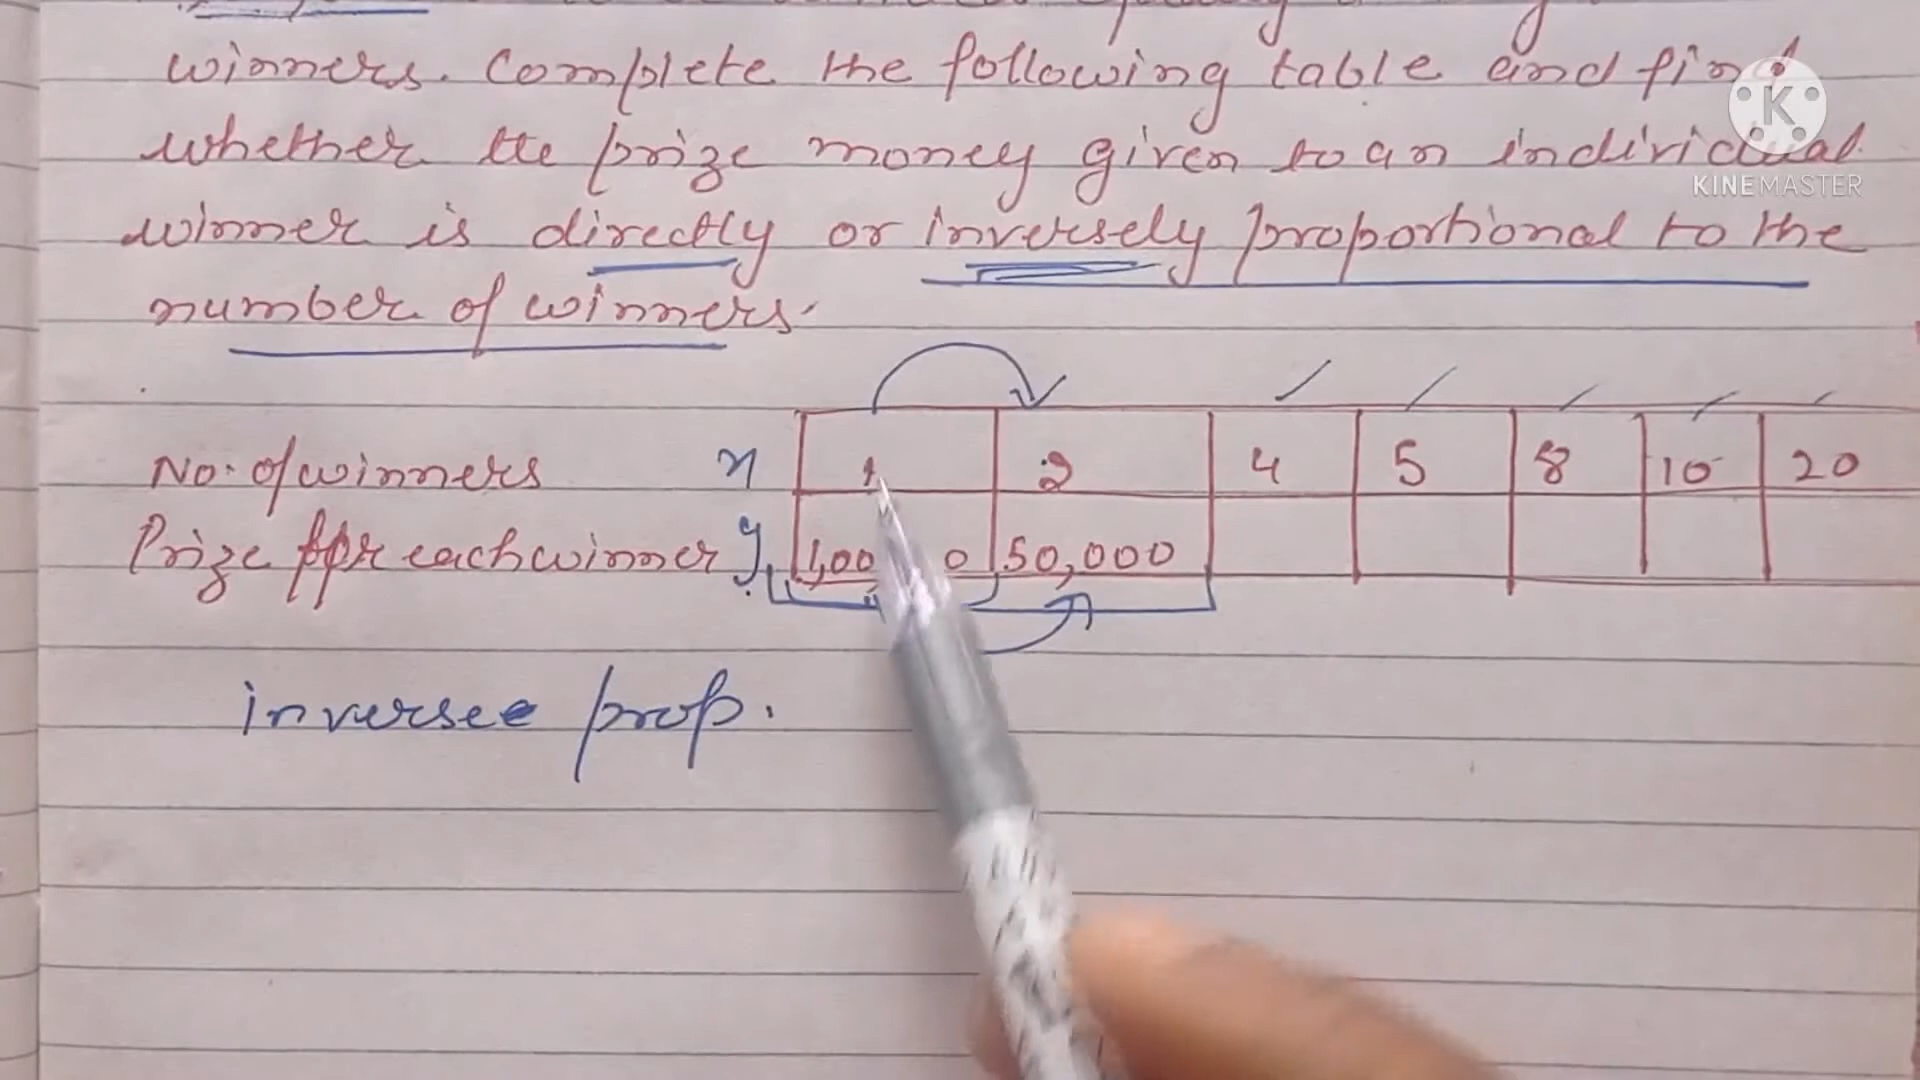 winners. Complete the following table and find
whether the prize money given to an individual
winner is directly or inversely proportional to the
number of winners.
No. of winners x 1 2 4 5 8 10 20
Prize for each winner y 50,000
inverse prop.
K
KINEMASTER